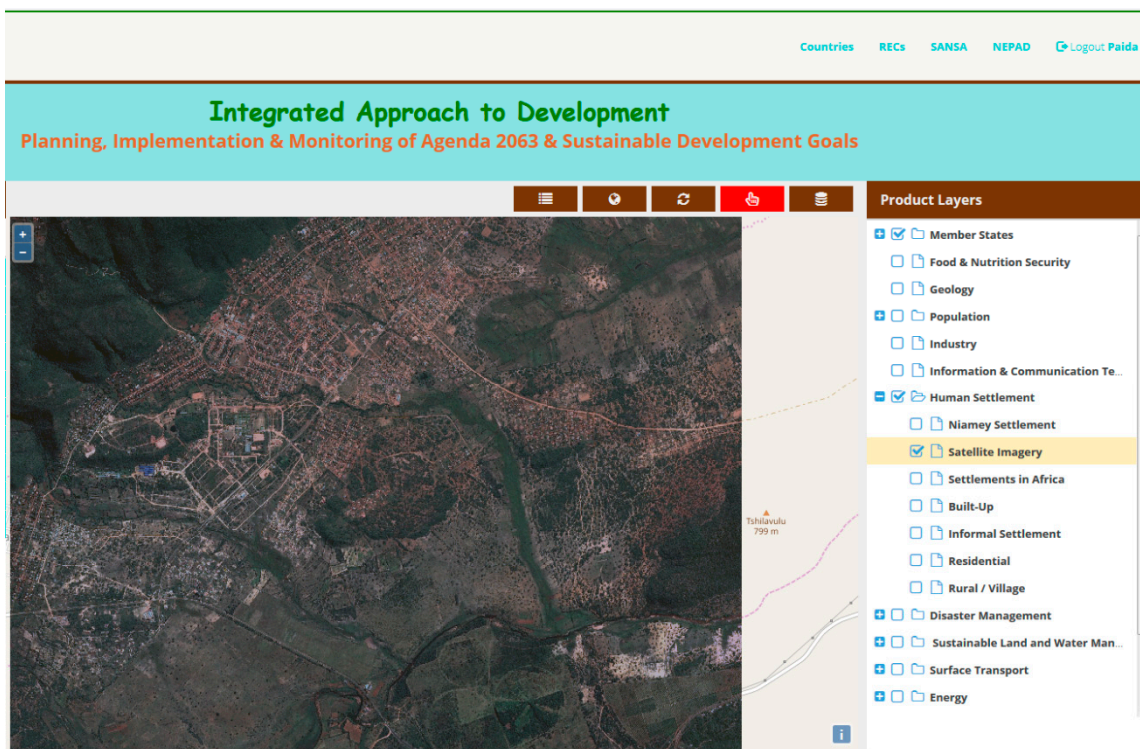 Countries RECs SANSA NEPAD Logout Paida
Integrated Approach to Development
Planning, Implementation & Monitoring of Agenda 2063 & Sustainable Development Goals
Product Layers
+
-
Member States
Food & Nutrition Security
Geology
Population
Industry
Information & Communication Te...
Human Settlement
Niamey Settlement
Satellite Imagery
Settlements in Africa
Built-Up
Informal Settlement
Residential
Rural / Village
Disaster Management
Sustainable Land and Water Man...
Surface Transport
Energy
Tshilavulu
799 m
i